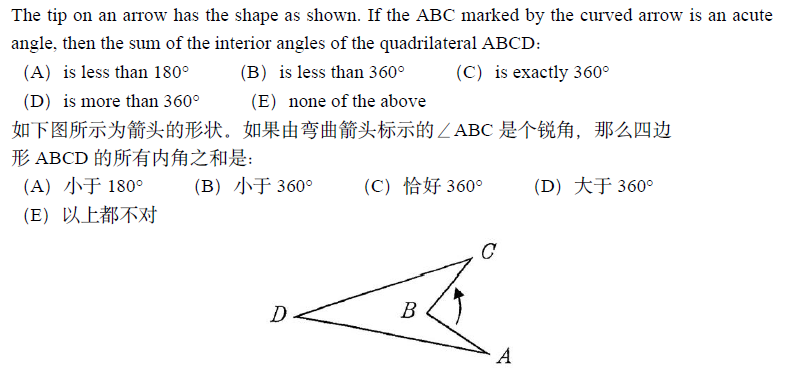 The tip on an arrow has the shape as shown. If the ABC marked by the curved arrow is an acute
angle, then the sum of the interior angles of the quadrilateral ABCD:
(A) is less than 180° (B) is less than 360° (C) is exactly 360°
(D) is more than 360° (E) none of the above
如下图所示为箭头的形状。如果由弯曲箭头标示的∠ABC 是个锐角，那么四边
形 ABCD 的所有内角之和是:
(A) 小于 180° (B) 小于 360° (C) 恰好 360° (D) 大于 360°
(E) 以上都不对
C
D
B
A